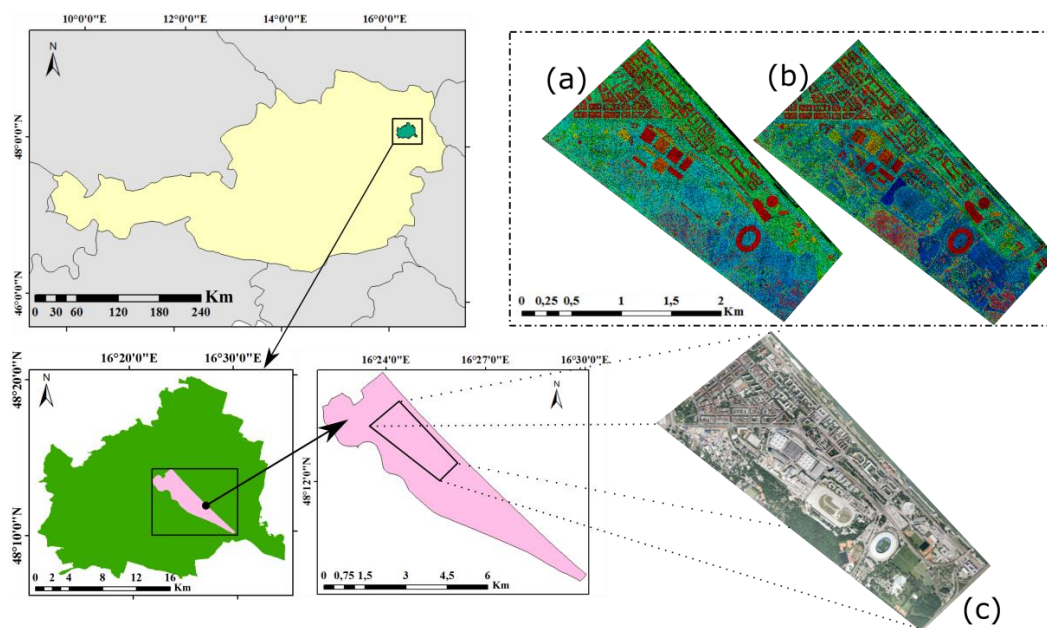 10°0'0"E 12°0'0"E 14°0'0"E 16°0'0"E
N
48°0'0"N
46°0'0"N
Km
0 30 60 120 180 240
(a)
(b)
0 0,25 0,5 1 1,5 2
Km
16°20'0"E 16°30'0"E
N
48°20'0"N
48°10'0"N
0 2 4 8 12 16
Km
16°24'0"E 16°27'0"E 16°30'0"E
N
48°12'0"N
0 0,75 1,5 3 4,5 6
Km
(c)